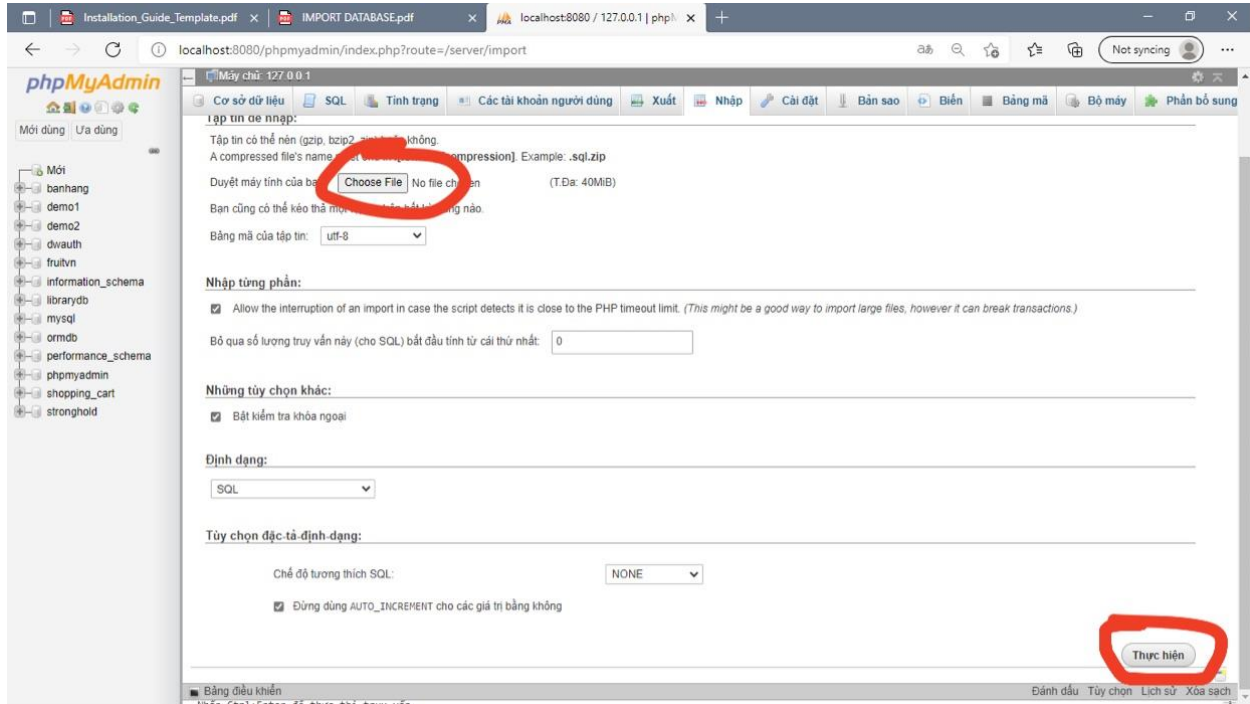 Installation_Guide_Template.pdf
IMPORT DATABASE.pdf
localhost:8080 / 127.0.0.1 | phpM
localhost:8080/phpmyadmin/index.php?route=/server/import
Not syncing
phpMyAdmin
Mới dùng Ưa dùng
Mới
banhang
demo1
demo2
dwauth
fruitvn
information_schema
librarydb
mysql
ormdb
performance_schema
phpmyadmin
shopping_cart
stronghold
Máy chủ: 127.0.0.1
Cơ sở dữ liệu SQL Tình trạng Các tài khoản người dùng Xuất Nhập Cài đặt Bản sao Biến Bảng mã Bộ máy Phần bổ sung
Tập tin để nhập:
Tập tin có thể nén (gzip, bzip2, không.
A compressed file's name compression]. Example: .sql.zip
Duyệt máy tính của Choose File No file (T.Đa: 40MiB)
Bạn cũng có thể kéo thả nào.
Bảng mã của tập tin: utf-8
Nhập từng phần:
Allow the interruption of an import in case the script detects it is close to the PHP timeout limit. (This might be a good way to import large files, however it can break transactions.)
Bỏ qua số lượng truy vấn này (cho SQL) bắt đầu tính từ cái thứ nhất: 0
Những tùy chọn khác:
Bật kiểm tra khóa ngoại
Định dạng:
SQL
Tùy chọn đặc-tả-định-dạng:
Chế độ tương thích SQL: NONE
Đừng dùng AUTO_INCREMENT cho các giá trị bằng không
Thực hiện
Bảng điều khiển
Đánh dấu Tùy chọn Lịch sử Xóa sạch